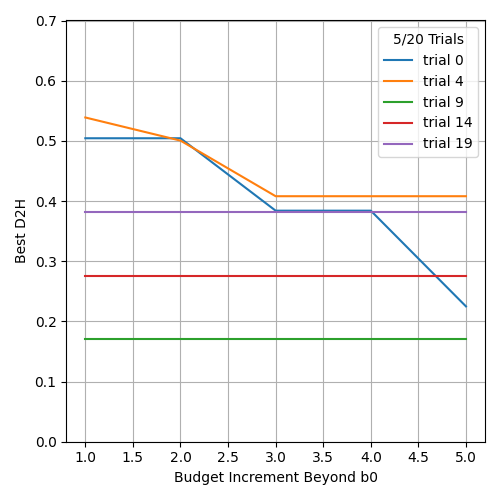 0.7
0.6
0.5
0.4
0.3
0.2
0.1
0.0
Best D2H
5/20 Trials
trial 0
trial 4
trial 9
trial 14
trial 19
1.0 1.5 2.0 2.5 3.0 3.5 4.0 4.5 5.0
Budget Increment Beyond b0